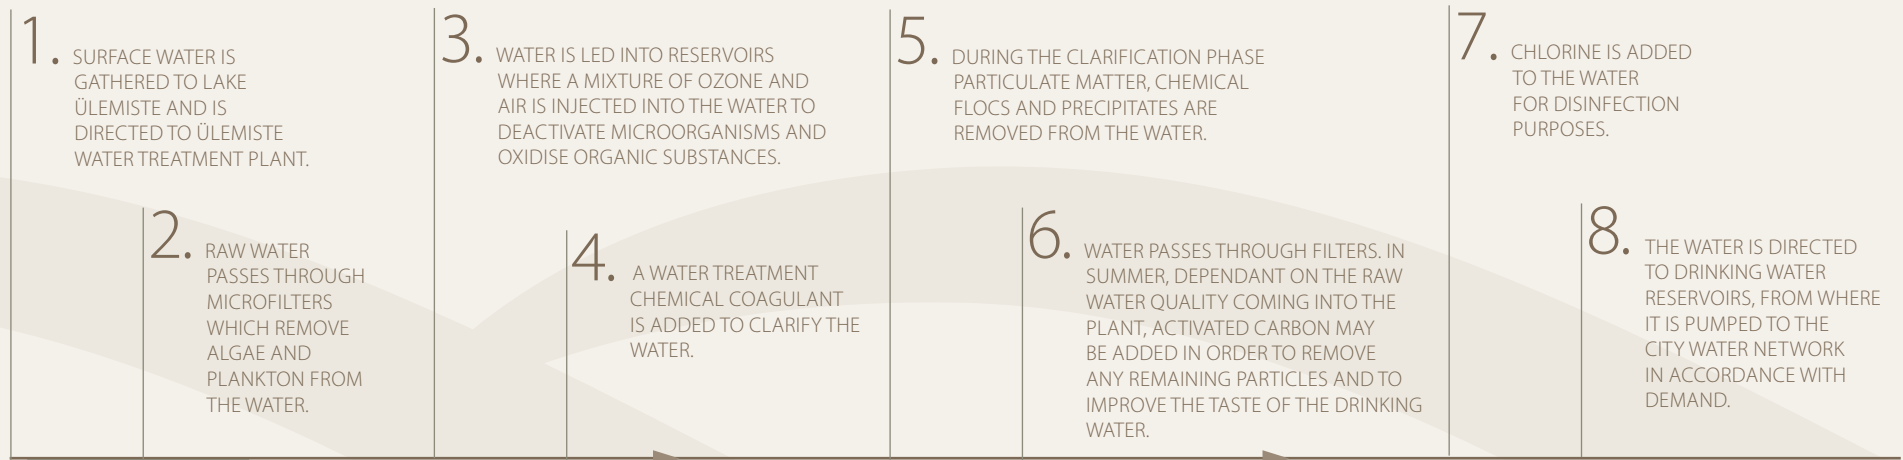 1. SURFACE WATER IS
GATHERED TO LAKE
ÜLEMISTE AND IS
DIRECTED TO ÜLEMISTE
WATER TREATMENT PLANT.
2. RAW WATER
PASSES THROUGH
MICROFILTERS
WHICH REMOVE
ALGAE AND
PLANKTON FROM
THE WATER.
3. WATER IS LED INTO RESERVOIRS
WHERE A MIXTURE OF OZONE AND
AIR IS INJECTED INTO THE WATER TO
DEACTIVATE MICROORGANISMS AND
OXIDISE ORGANIC SUBSTANCES.
4. A WATER TREATMENT
CHEMICAL COAGULANT
IS ADDED TO CLARIFY THE
WATER.
5. DURING THE CLARIFICATION PHASE
PARTICULATE MATTER, CHEMICAL
FLOCS AND PRECIPITATES ARE
REMOVED FROM THE WATER.
6. WATER PASSES THROUGH FILTERS. IN
SUMMER, DEPENDANT ON THE RAW
WATER QUALITY COMING INTO THE
PLANT, ACTIVATED CARBON MAY
BE ADDED IN ORDER TO REMOVE
ANY REMAINING PARTICLES AND TO
IMPROVE THE TASTE OF THE DRINKING
WATER.
7. CHLORINE IS ADDED
TO THE WATER
FOR DISINFECTION
PURPOSES.
8. THE WATER IS DIRECTED
TO DRINKING WATER
RESERVOIRS, FROM WHERE
IT IS PUMPED TO THE
CITY WATER NETWORK
IN ACCORDANCE WITH
DEMAND.